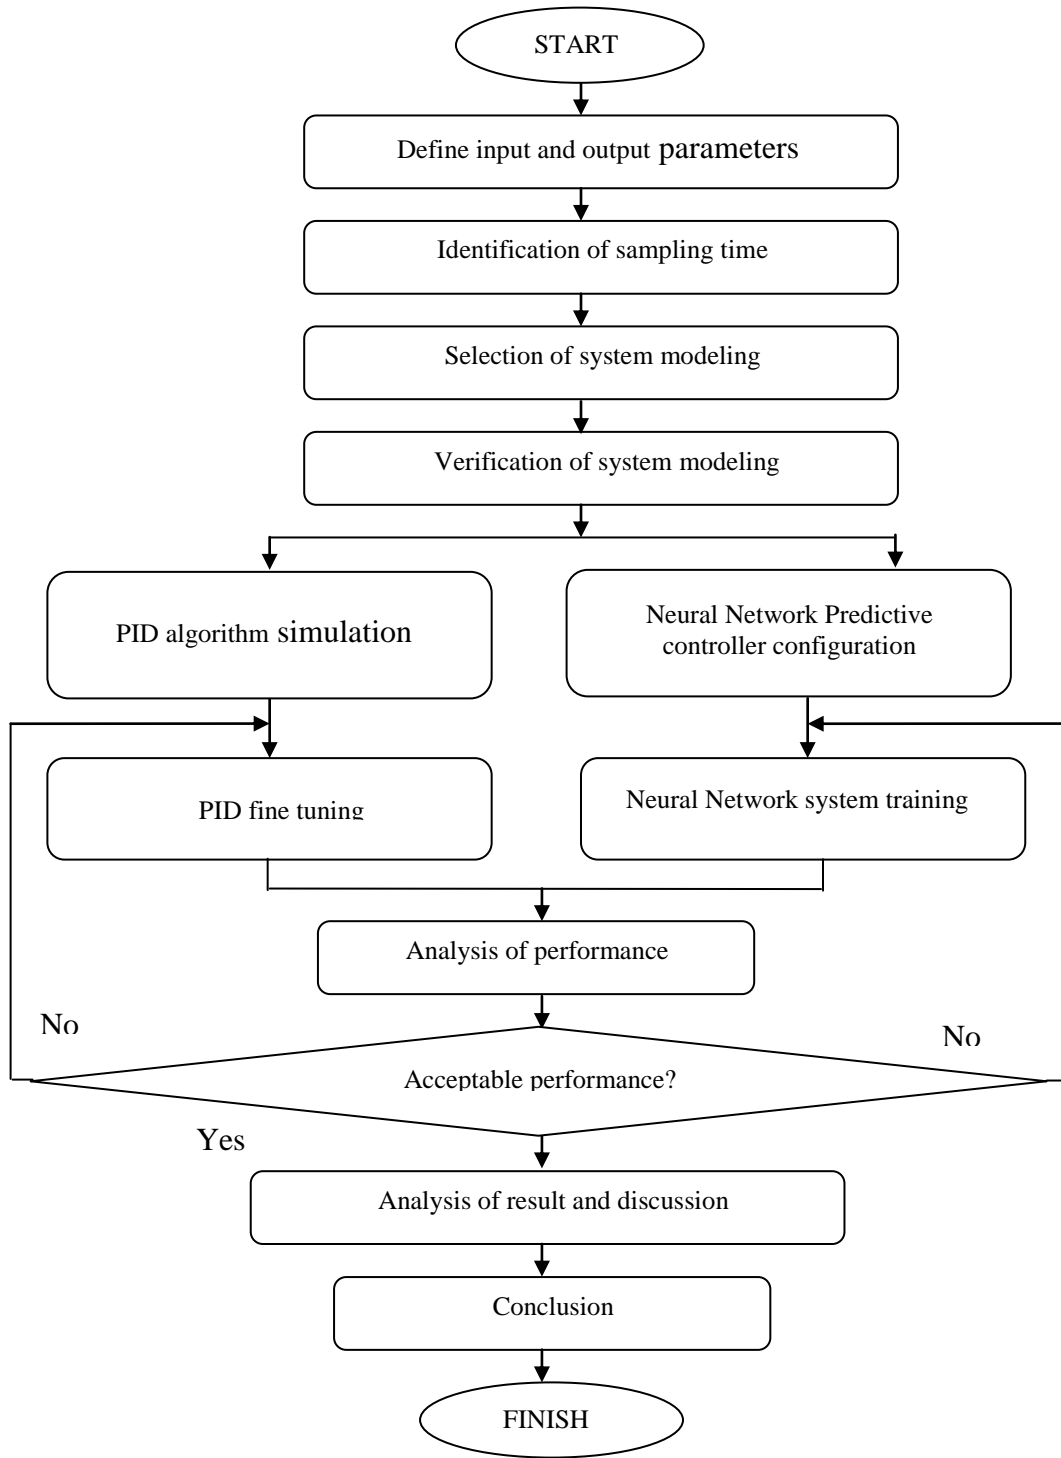 START
Define input and output parameters
Identification of sampling time
Selection of system modeling
Verification of system modeling
PID algorithm simulation
Neural Network Predictive
controller configuration
PID fine tuning
Neural Network system training
Analysis of performance
No
No
Acceptable performance?
Yes
Analysis of result and discussion
Conclusion
FINISH